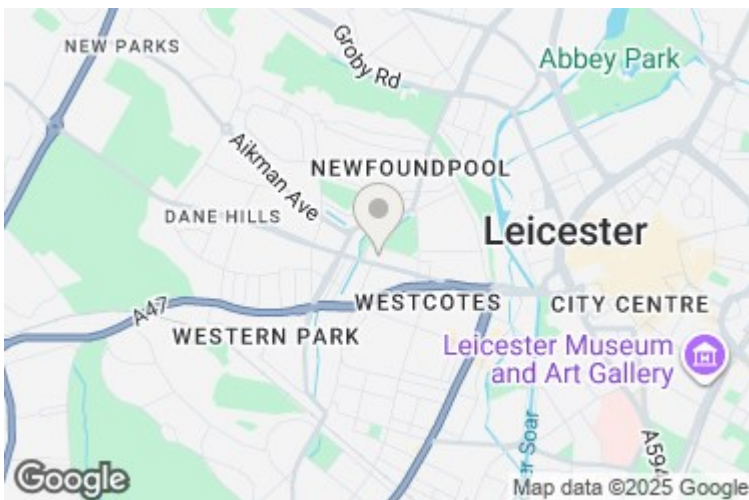 NEW PARKS
Groby Rd
Abbey Park
Aikman Ave
NEWFOUNDPOOL
DANE HILLS
Leicester
A47
WESTCOTES
CITY CENTRE
WESTERN PARK
Leicester Museum
and Art Gallery
er Soar
A594
Google
Map data ©2025 Google